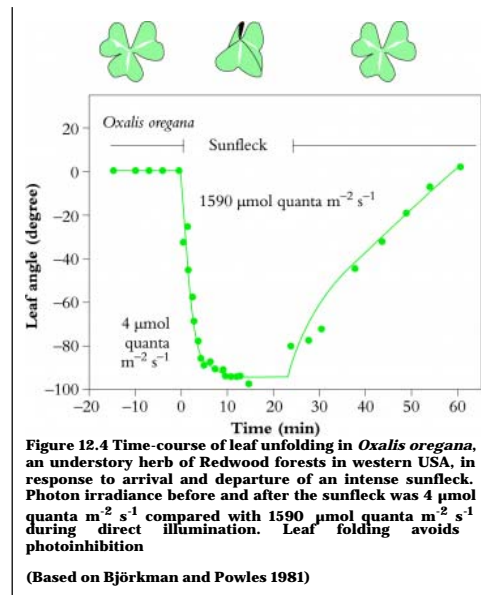 Oxalis oregana
Sunfleck
1590 μmol quanta m⁻² s⁻¹
4 μmol
quanta
m⁻² s⁻¹
Leaf angle (degree)
20
0
−20
−40
−60
−80
−100
−20
0
10
20
30
40
50
60
Time (min)
Figure 12.4 Time-course of leaf unfolding in Oxalis oregana,
an understory herb of Redwood forests in western USA, in
response to arrival and departure of an intense sunfleck.
Photon irradiance before and after the sunfleck was 4 μmol
quanta m⁻² s⁻¹ compared with 1590 μmol quanta m⁻² s⁻¹
during direct illumination. Leaf folding avoids
photoinhibition
(Based on Björkman and Powles 1981)